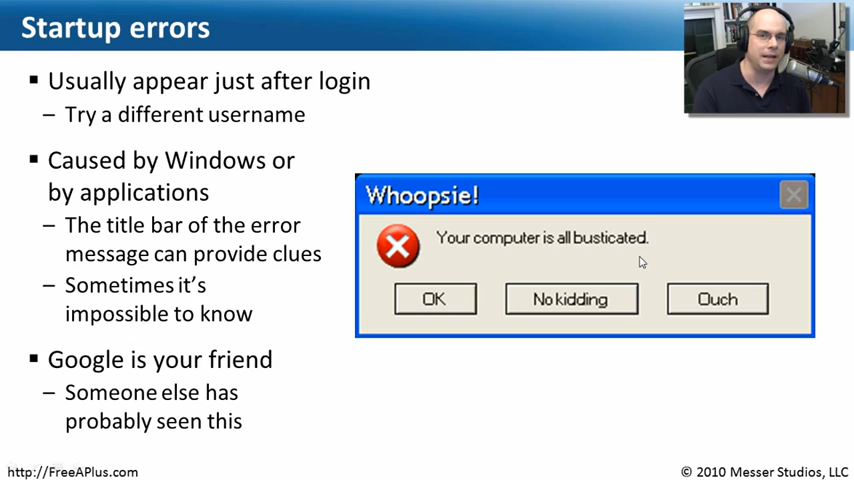 Startup errors
▪ Usually appear just after login
– Try a different username
▪ Caused by Windows or
by applications
– The title bar of the error
message can provide clues
– Sometimes it's
impossible to know
▪ Google is your friend
– Someone else has
probably seen this
Whoopsie!
Your computer is all busticated.
OK
No kidding
Ouch
http://FreeAPlus.com
© 2010 Messer Studios, LLC